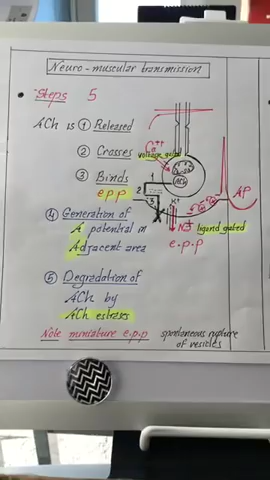 Neuro-muscular transmission
• Steps 5
ACh is ① Released
② Crosses
③ Binds
e.p.p
④ Generation of
A potential in
Adjacent area
⑤ Degradation of
ACh by
ACh estrases
Note miniature e.p.p spontaneous rupture
of vesicles
Ca++
voltage gated
ACh
1
2
3
K+
Na+ ligand gated
e.p.p
AP